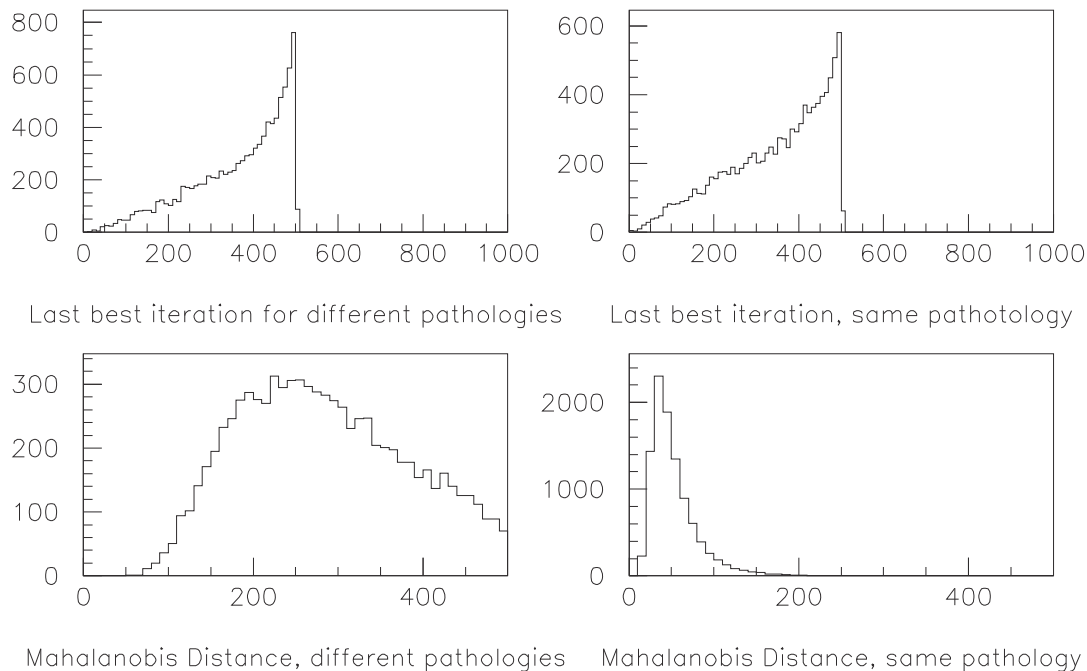 800
600
400
200
0
0 200 400 600 800 1000
Last best iteration for different pathologies
600
400
200
0
0 200 400 600 800 1000
Last best iteration, same pathotology
300
200
100
0
0 200 400
Mahalanobis Distance, different pathologies
2000
1000
0
0 200 400
Mahalanobis Distance, same pathology